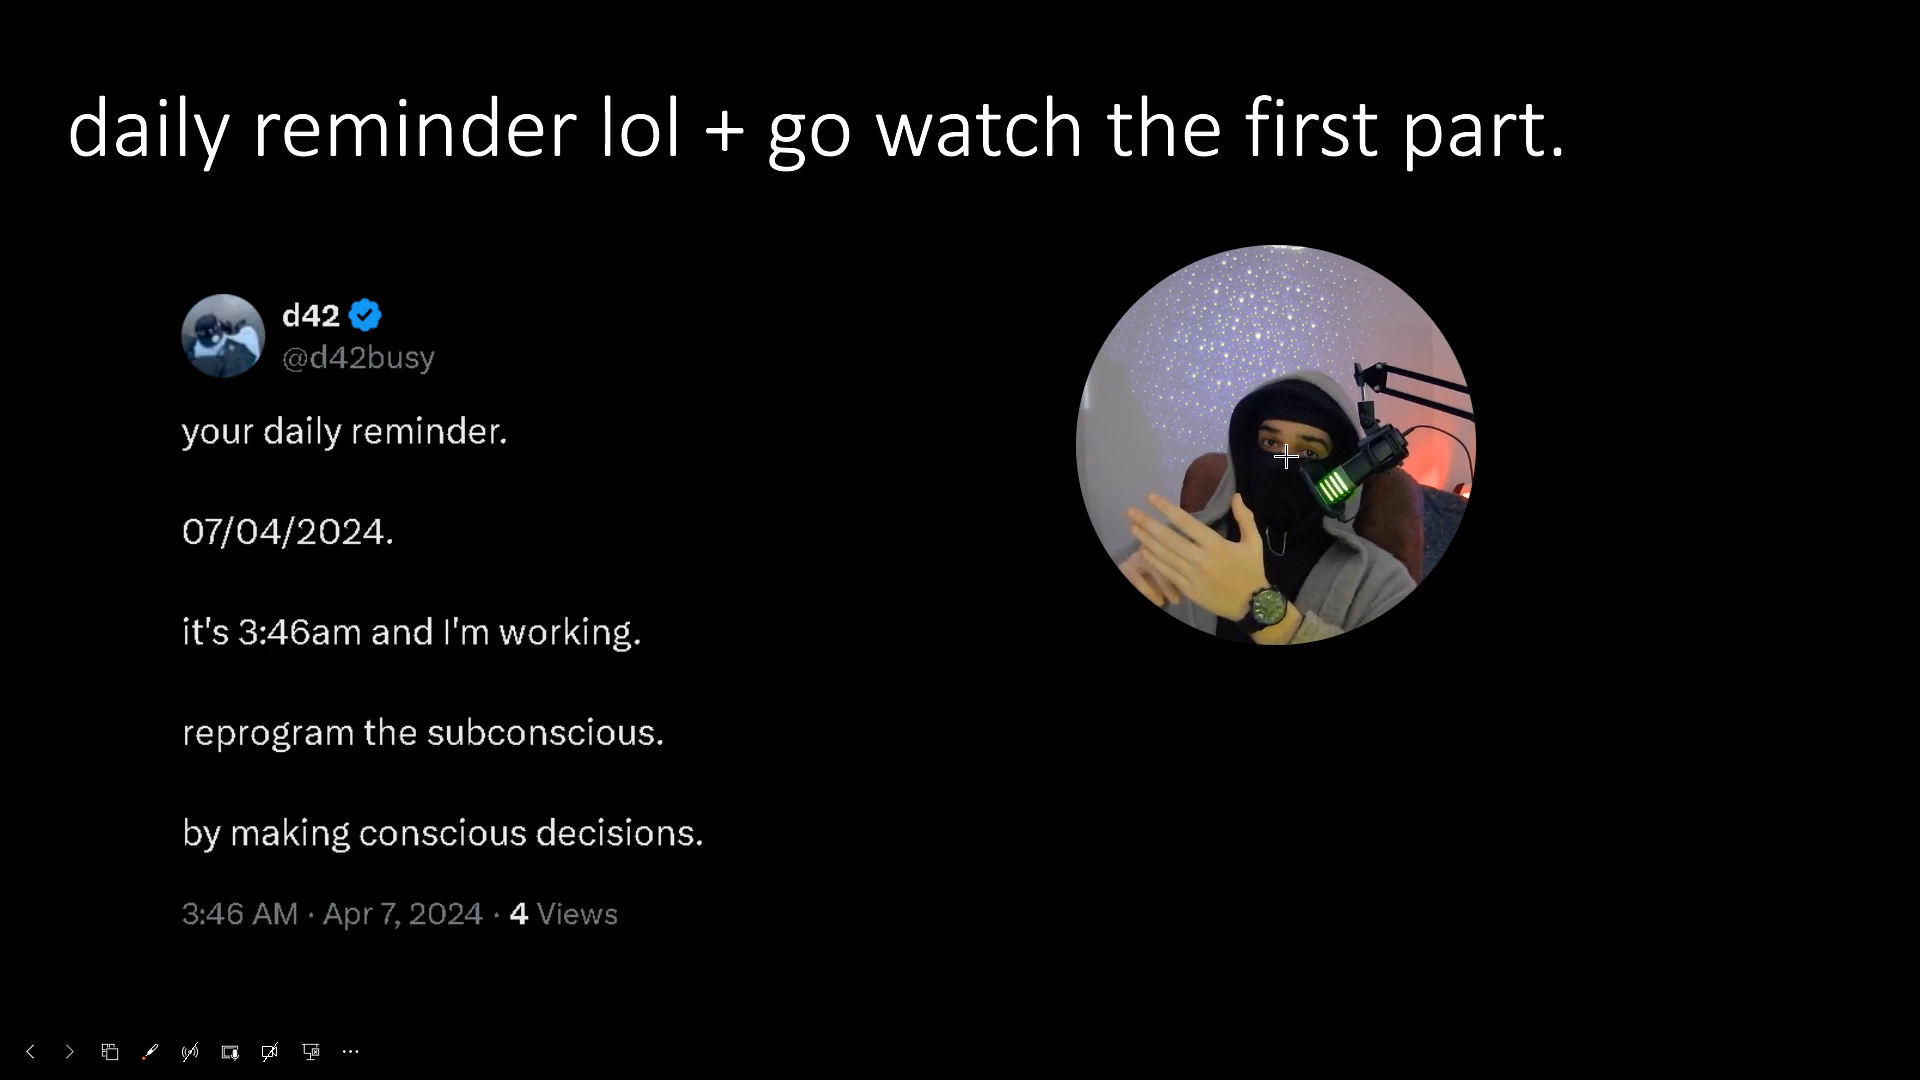 daily reminder lol + go watch the first part.
d42
@d42busy
your daily reminder.
07/04/2024.
it's 3:46am and I'm working.
reprogram the subconscious.
by making conscious decisions.
3:46 AM · Apr 7, 2024 · 4 Views